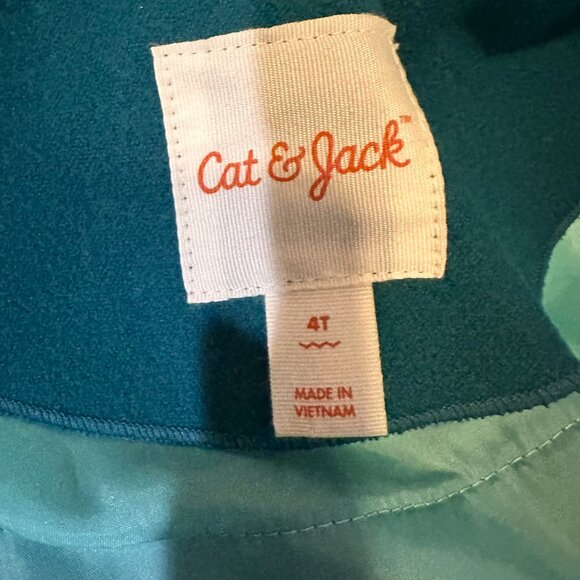 Cat & Jack™
4T
MADE IN
VIETNAM